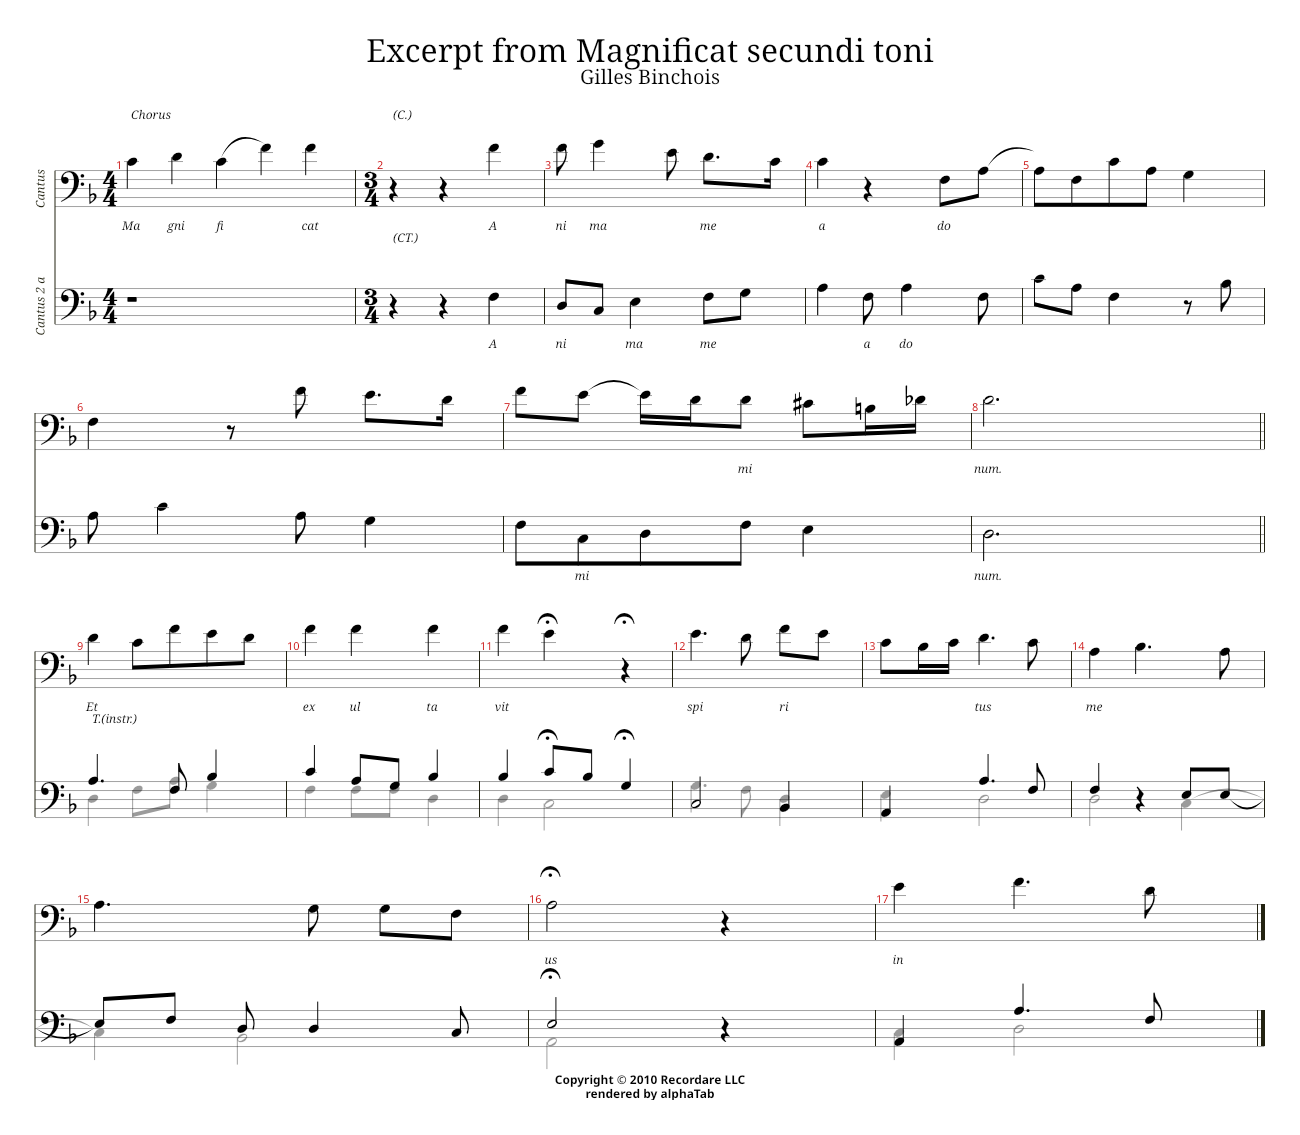 Excerpt from Magnificat secundi toni
Gilles Binchois
Chorus (C.)
Cantus
1 2 3 4 5
Ma gni fi cat A ni ma me a do
(CT.)
Cantus 2 a
A ni ma me a do
6 7 8
mi num.
mi num.
9 10 11 12 13 14
Et ex ul ta vit spi ri tus me
T.(instr.)
15 16 17
us in
Copyright © 2010 Recordare LLC
rendered by alphaTab